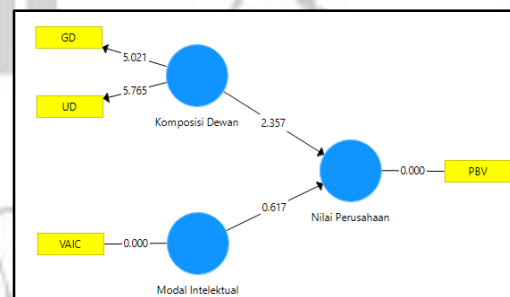 GD
5.021
5.765
UD
Komposisi Dewan
2.357
0.000
PBV
Nilai Perusahaan
0.617
VAIC
0.000
Modal Intelektual